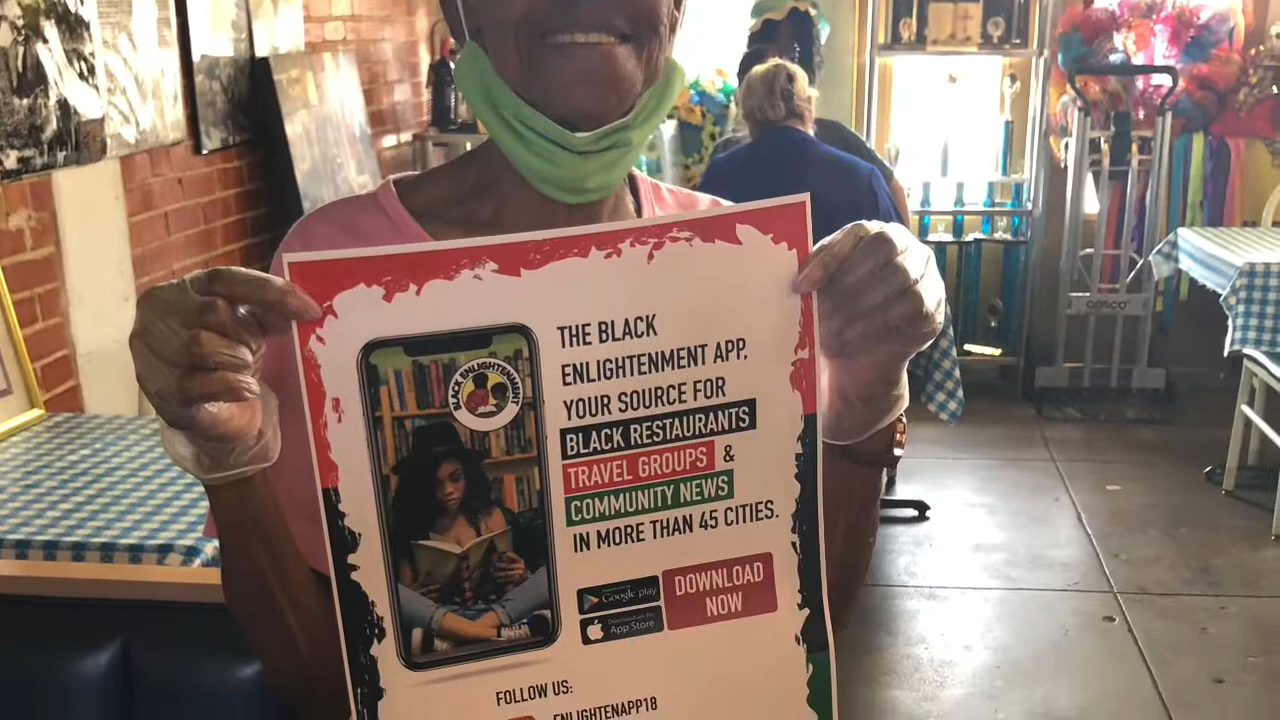 THE BLACK
ENLIGHTENMENT APP,
YOUR SOURCE FOR
BLACK RESTAURANTS
TRAVEL GROUPS &
COMMUNITY NEWS
IN MORE THAN 45 CITIES.
BLACK ENLIGHTENMENT
Google play
DOWNLOAD
NOW
App Store
FOLLOW US:
ENLIGHTENAPP18
COSCO